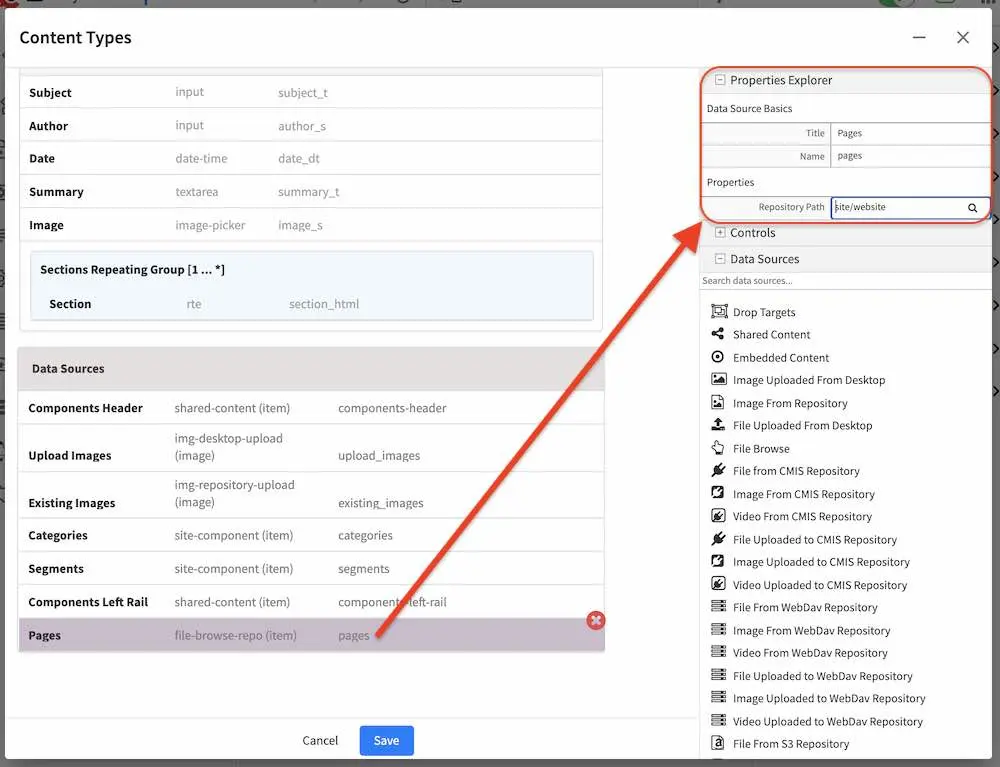 Content Types
Subject input subject_t
Author input author_s
Date date-time date_dt
Summary textarea summary_t
Image image-picker image_s
Sections Repeating Group [1 ... *]
Section rte section_html
Data Sources
Components Header shared-content (item) components-header
Upload Images img-desktop-upload (image) upload_images
Existing Images img-repository-upload (image) existing_images
Categories site-component (item) categories
Segments site-component (item) segments
Components Left Rail shared-content (item) components-left-rail
Pages file-browse-repo (item) pages
Cancel Save
Properties Explorer
Data Source Basics
Title Pages
Name pages
Properties
Repository Path site/website
Controls
Data Sources
Search data sources...
Drop Targets
Shared Content
Embedded Content
Image Uploaded From Desktop
Image From Repository
File Uploaded From Desktop
File Browse
File from CMIS Repository
Image From CMIS Repository
Video From CMIS Repository
File Uploaded to CMIS Repository
Image Uploaded to CMIS Repository
Video Uploaded to CMIS Repository
File From WebDav Repository
Image From WebDav Repository
Video From WebDav Repository
File Uploaded to WebDav Repository
Image Uploaded to WebDav Repository
Video Uploaded to WebDav Repository
File From S3 Repository